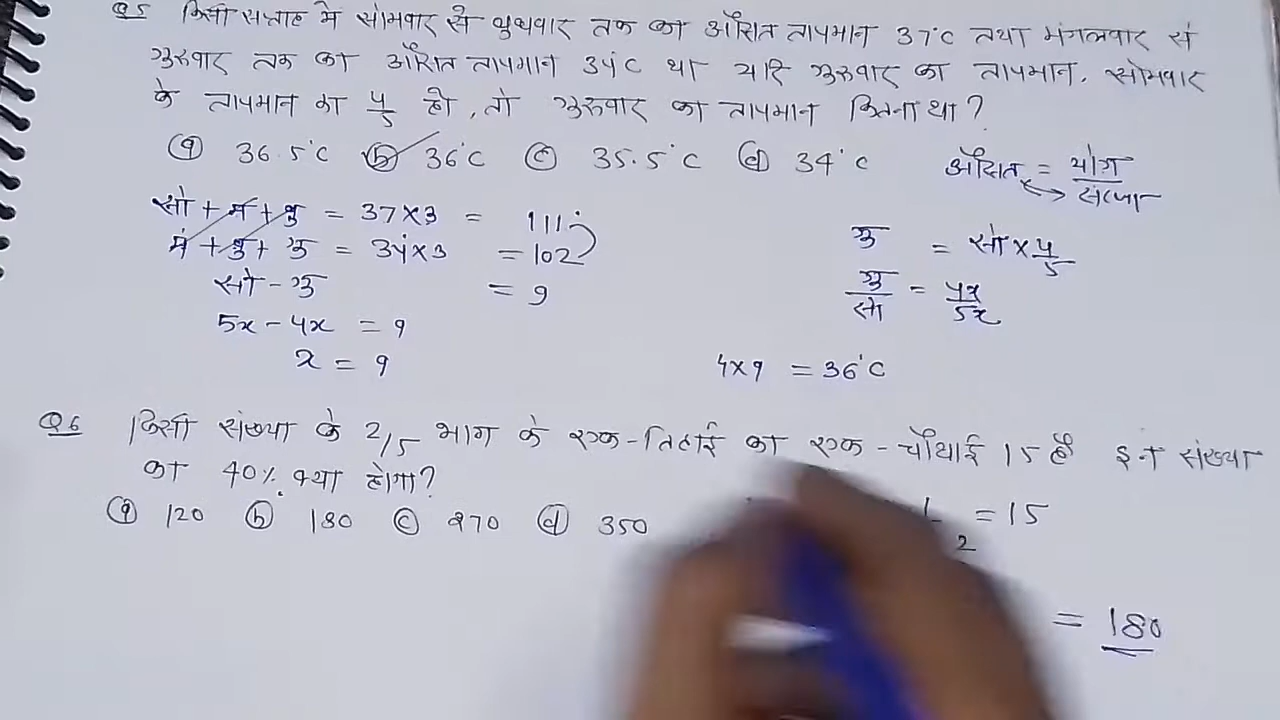 Q5 किसी सप्ताह में सोमवार से बुधवार तक का औसत तापमान 37°C तथा मंगलवार से
गुरुवार तक का औसत तापमान 34°C था यदि गुरुवार का तापमान, सोमवार
के तापमान का 4/5 हो, तो गुरुवार का तापमान कितना था?
(a) 36.5°C (b) 36°C (c) 35.5°C (d) 34°C
औसत = योग/संख्या
सो + मं + बु = 37×3 = 111
मं + बु + गु = 34×3 = 102
सो - गु = 9
5x - 4x = 9
x = 9
गु = सो × 4/5
गु/सो = 4x/5x
4×9 = 36°C
Q6 किसी संख्या के 2/5 भाग के एक-तिहाई का एक-चौथाई 15 है इन संख्या
का 40% क्या होगा?
(a) 120 (b) 180 (c) 270 (d) 350
= 15
2
= 180